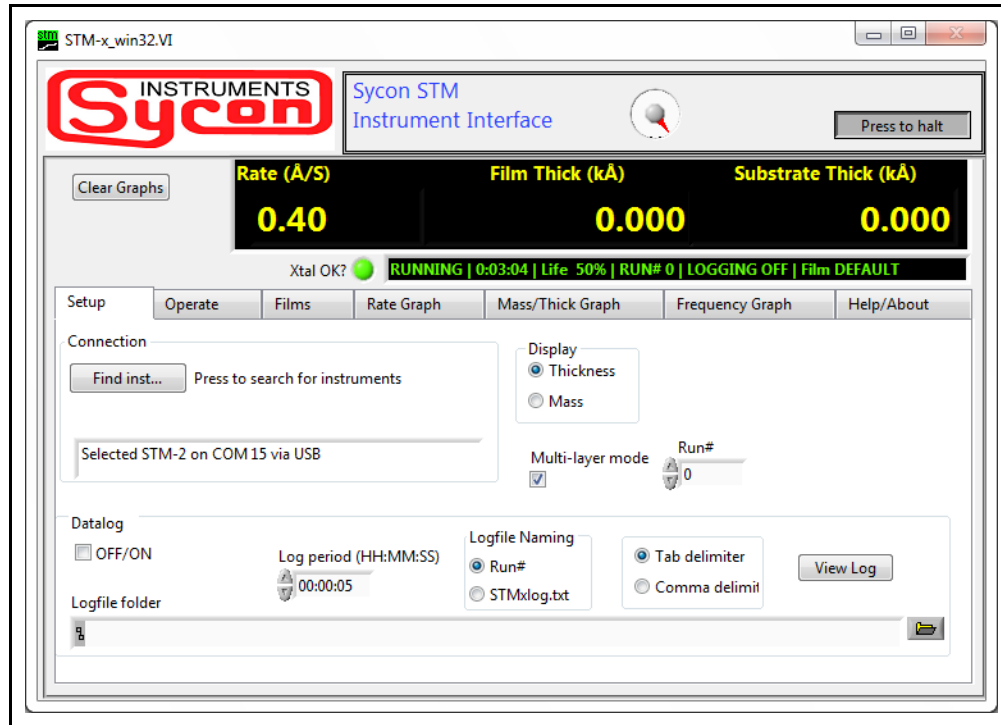 stm
STM-x_win32.VI
INSTRUMENTS
Sycon
Sycon STM
Instrument Interface
Press to halt
Clear Graphs
Rate (Å/S)
Film Thick (kÅ)
Substrate Thick (kÅ)
0.40
0.000
0.000
Xtal OK?
RUNNING | 0:03:04 | Life 50% | RUN# 0 | LOGGING OFF | Film DEFAULT
Setup
Operate
Films
Rate Graph
Mass/Thick Graph
Frequency Graph
Help/About
Connection
Find inst...
Press to search for instruments
Selected STM-2 on COM 15 via USB
Display
Thickness
Mass
Multi-layer mode
Run#
0
Datalog
OFF/ON
Log period (HH:MM:SS)
00:00:05
Logfile Naming
Run#
STMxlog.txt
Tab delimiter
Comma delimit
View Log
Logfile folder